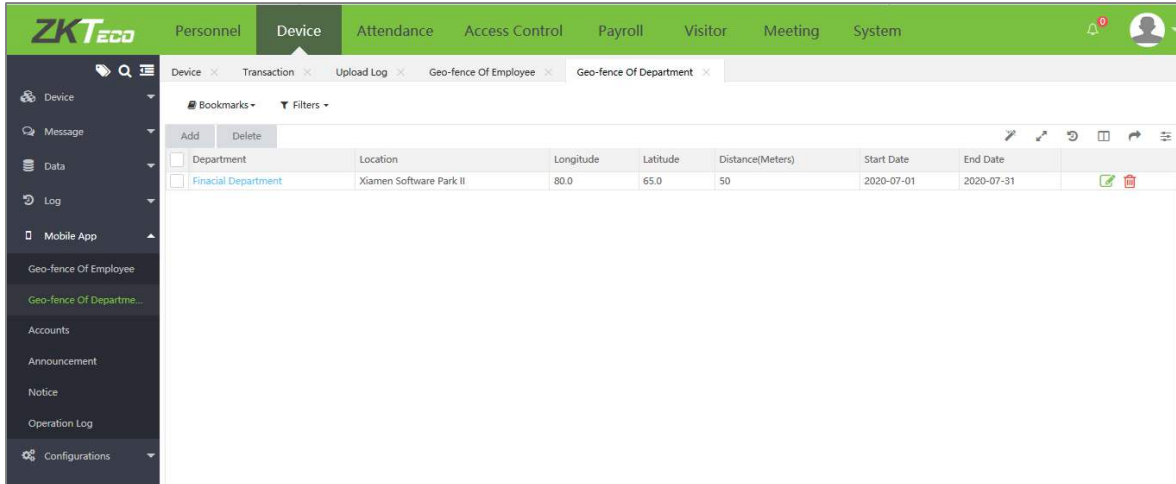 ZKTeco Personnel Device Attendance Access Control Payroll Visitor Meeting System 0
Device Transaction Upload Log Geo-fence Of Employee Geo-fence Of Department
Bookmarks Filters
Add Delete
Department Location Longitude Latitude Distance(Meters) Start Date End Date
Finacial Department Xiamen Software Park II 80.0 65.0 50 2020-07-01 2020-07-31
Device
Message
Data
Log
Mobile App
Geo-fence Of Employee
Geo-fence Of Departme...
Accounts
Announcement
Notice
Operation Log
Configurations